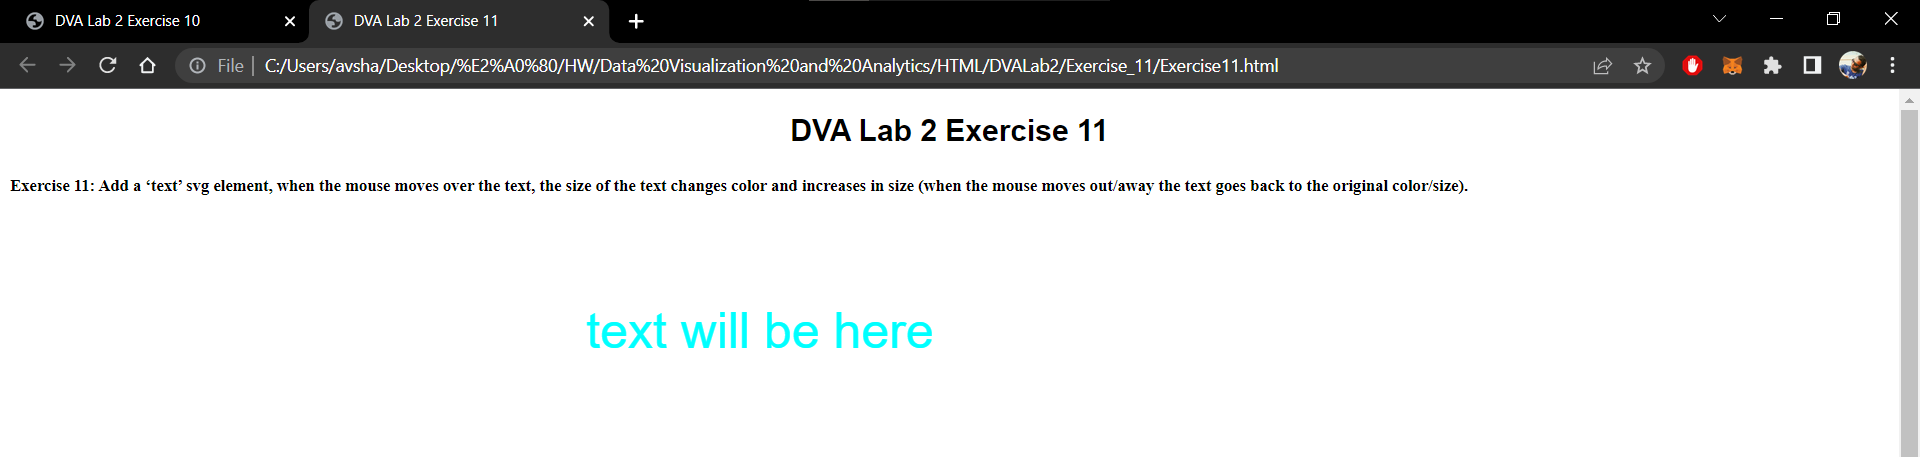 DVA Lab 2 Exercise 10
DVA Lab 2 Exercise 11
File | C:/Users/avsha/Desktop/%E2%A0%80/HW/Data%20Visualization%20and%20Analytics/HTML/DVALab2/Exercise_11/Exercise11.html
DVA Lab 2 Exercise 11
Exercise 11: Add a ‘text’ svg element, when the mouse moves over the text, the size of the text changes color and increases in size (when the mouse moves out/away the text goes back to the original color/size).
text will be here